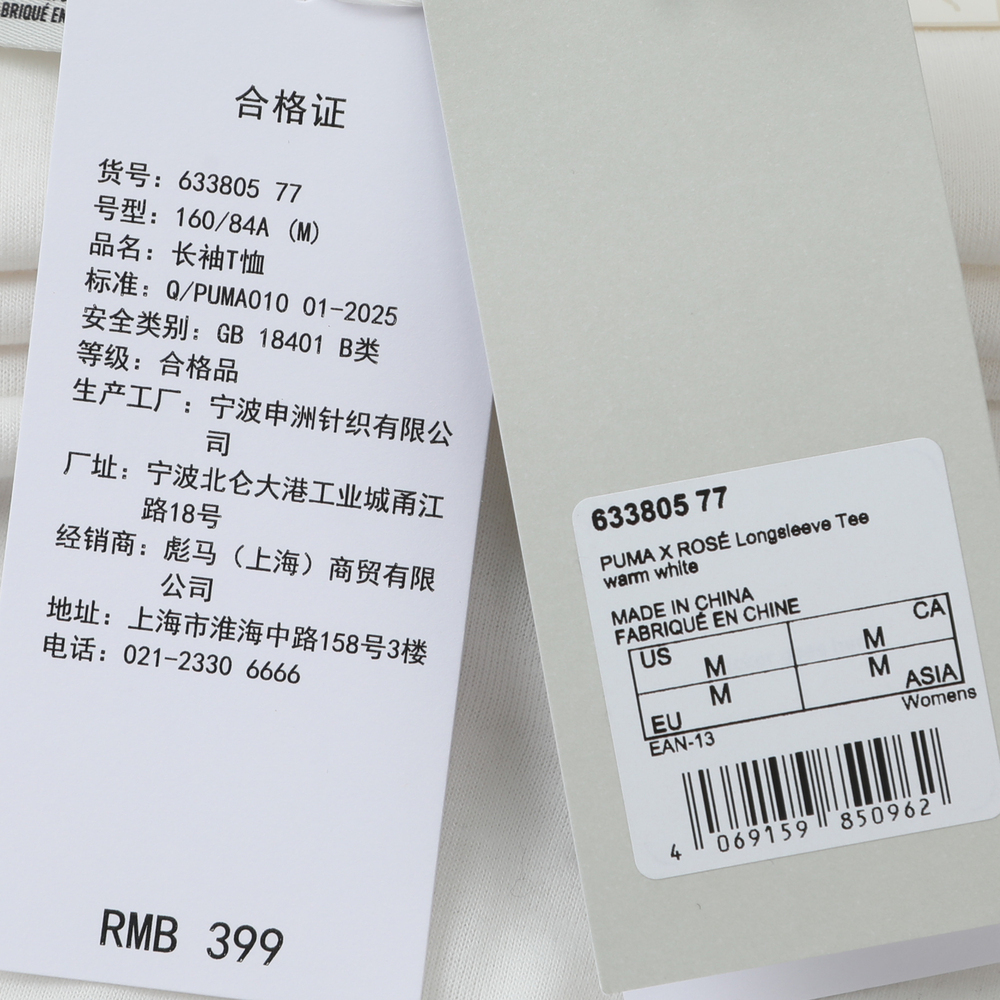 BRIQUÉ EN
合格证
货号：633805 77
号型：160/84A (M)
品名：长袖T恤
标准：Q/PUMA010 01-2025
安全类别：GB 18401 B类
等级：合格品
生产工厂：宁波申洲针织有限公
司
厂址：宁波北仑大港工业城甬江
路18号
经销商：彪马（上海）商贸有限
公司
地址：上海市淮海中路158号3楼
电话：021-2330 6666
RMB 399
633805 77
PUMA X ROSÉ Longsleeve Tee
warm white
MADE IN CHINA
FABRIQUÉ EN CHINE
US M M CA
EU M M ASIA
Womens
EAN-13
4 069159 850962